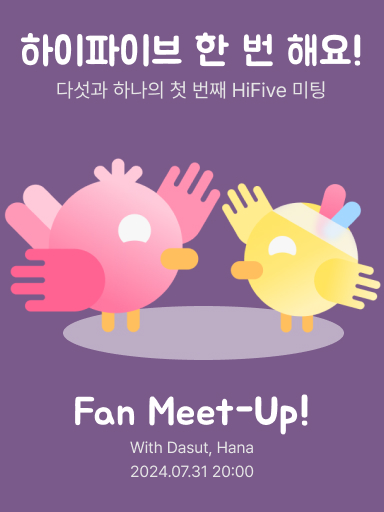 하이파이브 한 번 해요!
다섯과 하나의 첫 번째 HiFive 미팅
Fan Meet-Up!
With Dasut, Hana
2024.07.31 20:00